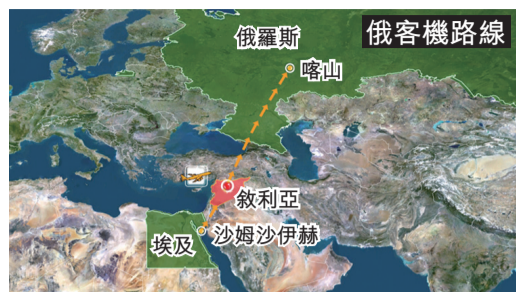 俄客機路線
俄羅斯
喀山
敘利亞
沙姆沙伊赫
埃及